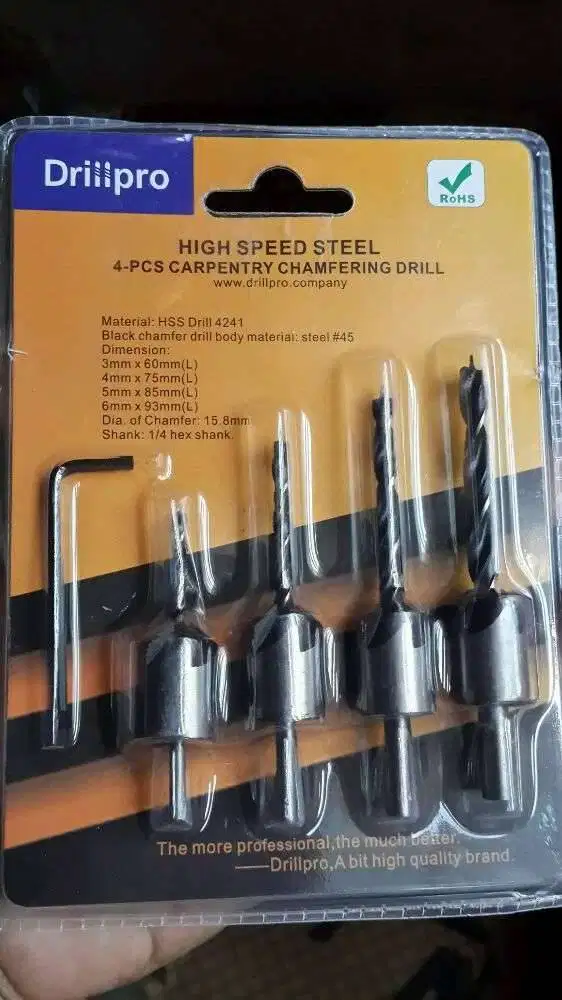 Drillpro
RoHS
HIGH SPEED STEEL
4-PCS CARPENTRY CHAMFERING DRILL
www.drillpro.company
Material: HSS Drill 4241
Black chamfer drill body material: steel #45
Dimension:
3mm x 60mm(L)
4mm x 75mm(L)
5mm x 85mm(L)
6mm x 93mm(L)
Dia. of Chamfer: 15.8mm
Shank: 1/4 hex shank.
The more professional,the much better.
——Drillpro,A bit high quality brand.